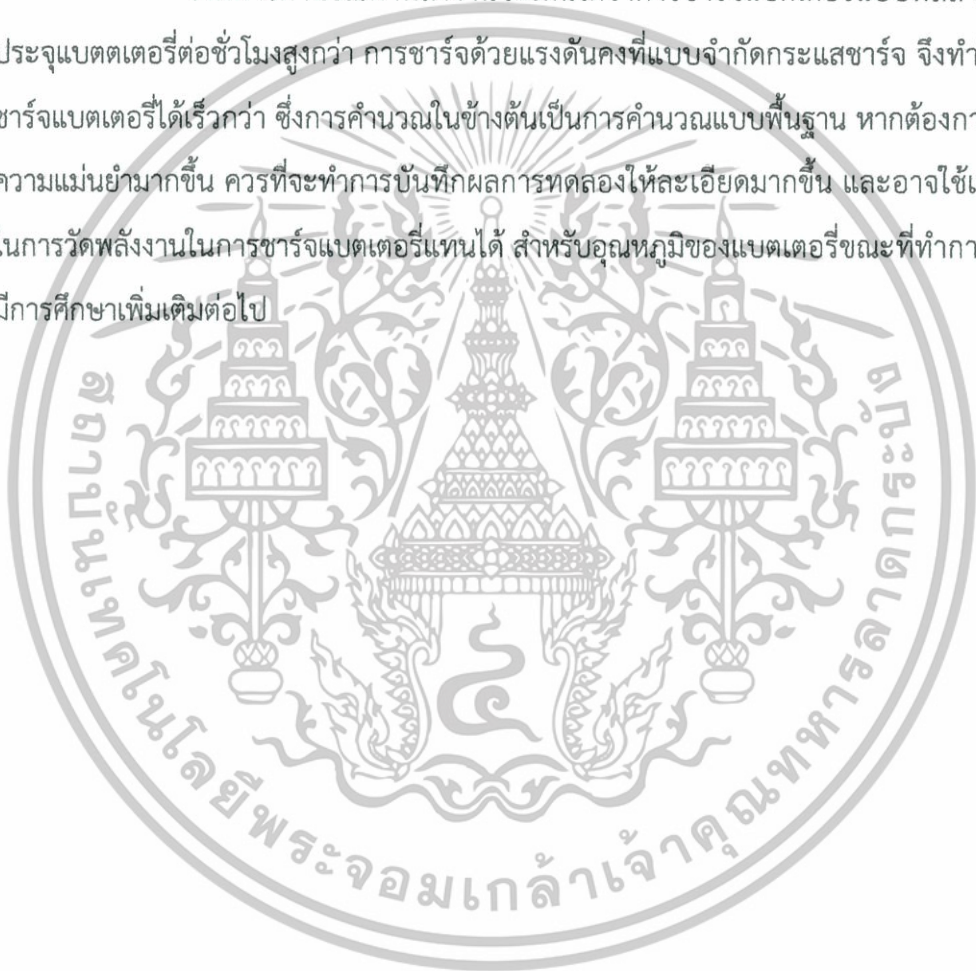 ประจุแบตตเตอรี่ต่อชั่วโมงสูงกว่า การชาร์จด้วยแรงดันคงที่แบบจำกัดกระแสชาร์จ จึงทำ
ชาร์จแบตเตอรี่ได้เร็วกว่า ซึ่งการคำนวณในข้างต้นเป็นการคำนวณแบบพื้นฐาน หากต้องกา
ความแม่นยำมากขึ้น ควรที่จะทำการบันทึกผลการทดลองให้ละเอียดมากขึ้น และอาจใช้เ
ในการวัดพลังงานในการชาร์จแบตเตอรี่แทนได้ สำหรับอุณหภูมิของแบตเตอรี่ขณะที่ทำกา
มีการศึกษาเพิ่มเติมต่อไป
สถาบันเทคโนโลยีพระจอมเกล้าเจ้าคุณทหารลาดกระบัง
๔